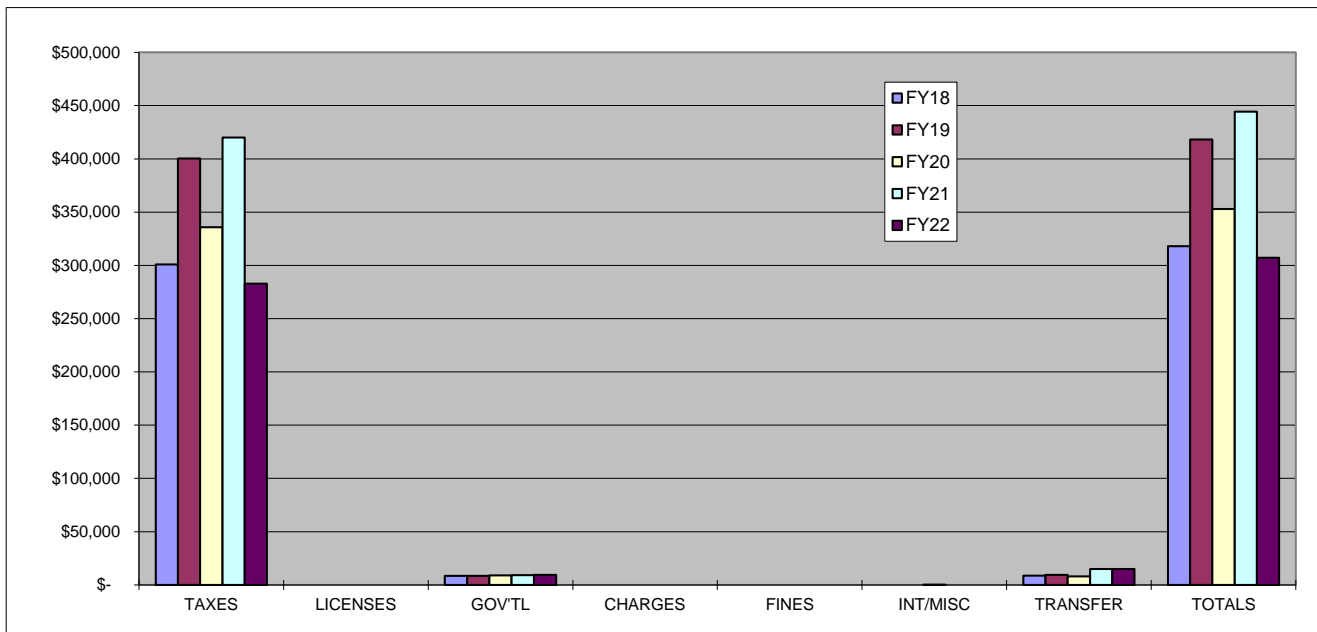 $500,000
$450,000
$400,000
$350,000
$300,000
$250,000
$200,000
$150,000
$100,000
$50,000
$-
FY18
FY19
FY20
FY21
FY22
TAXES LICENSES GOV'TL CHARGES FINES INT/MISC TRANSFER TOTALS